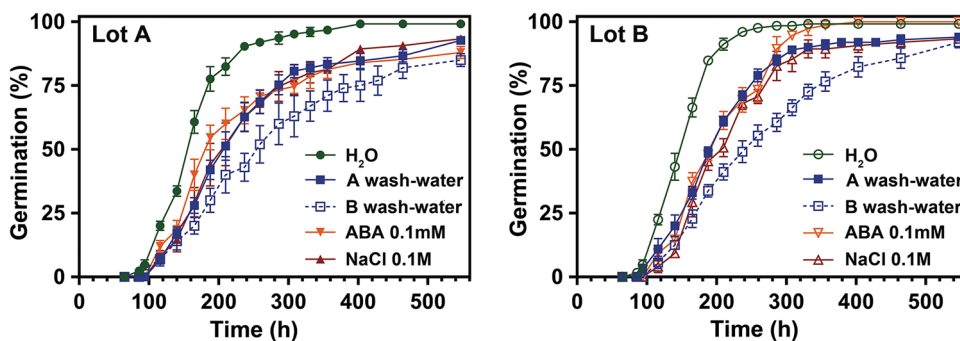 Lot A
Germination (%)
100
75
50
25
0
H₂O
A wash-water
B wash-water
ABA 0.1mM
NaCl 0.1M
0 100 200 300 400 500
Time (h)
Lot B
Germination (%)
100
75
50
25
0
H₂O
A wash-water
B wash-water
ABA 0.1mM
NaCl 0.1M
0 100 200 300 400 500
Time (h)